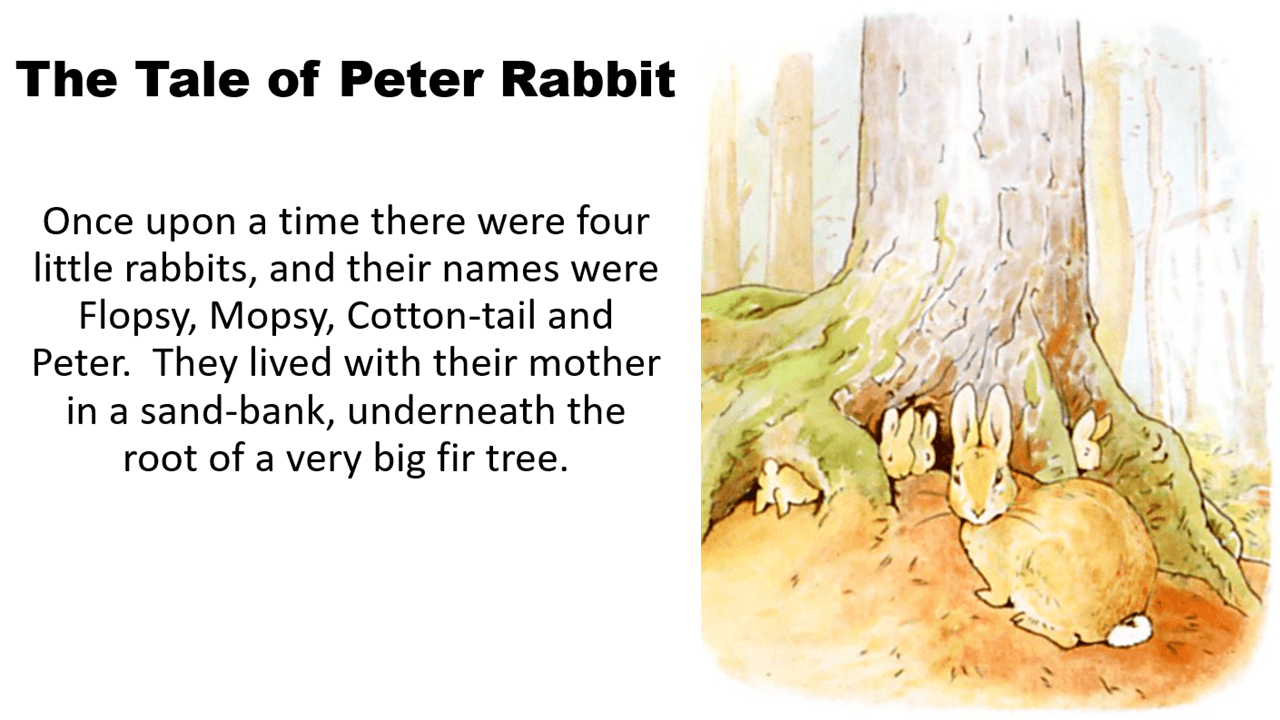 The Tale of Peter Rabbit
Once upon a time there were four
little rabbits, and their names were
Flopsy, Mopsy, Cotton-tail and
Peter.  They lived with their mother
in a sand-bank, underneath the
root of a very big fir tree.